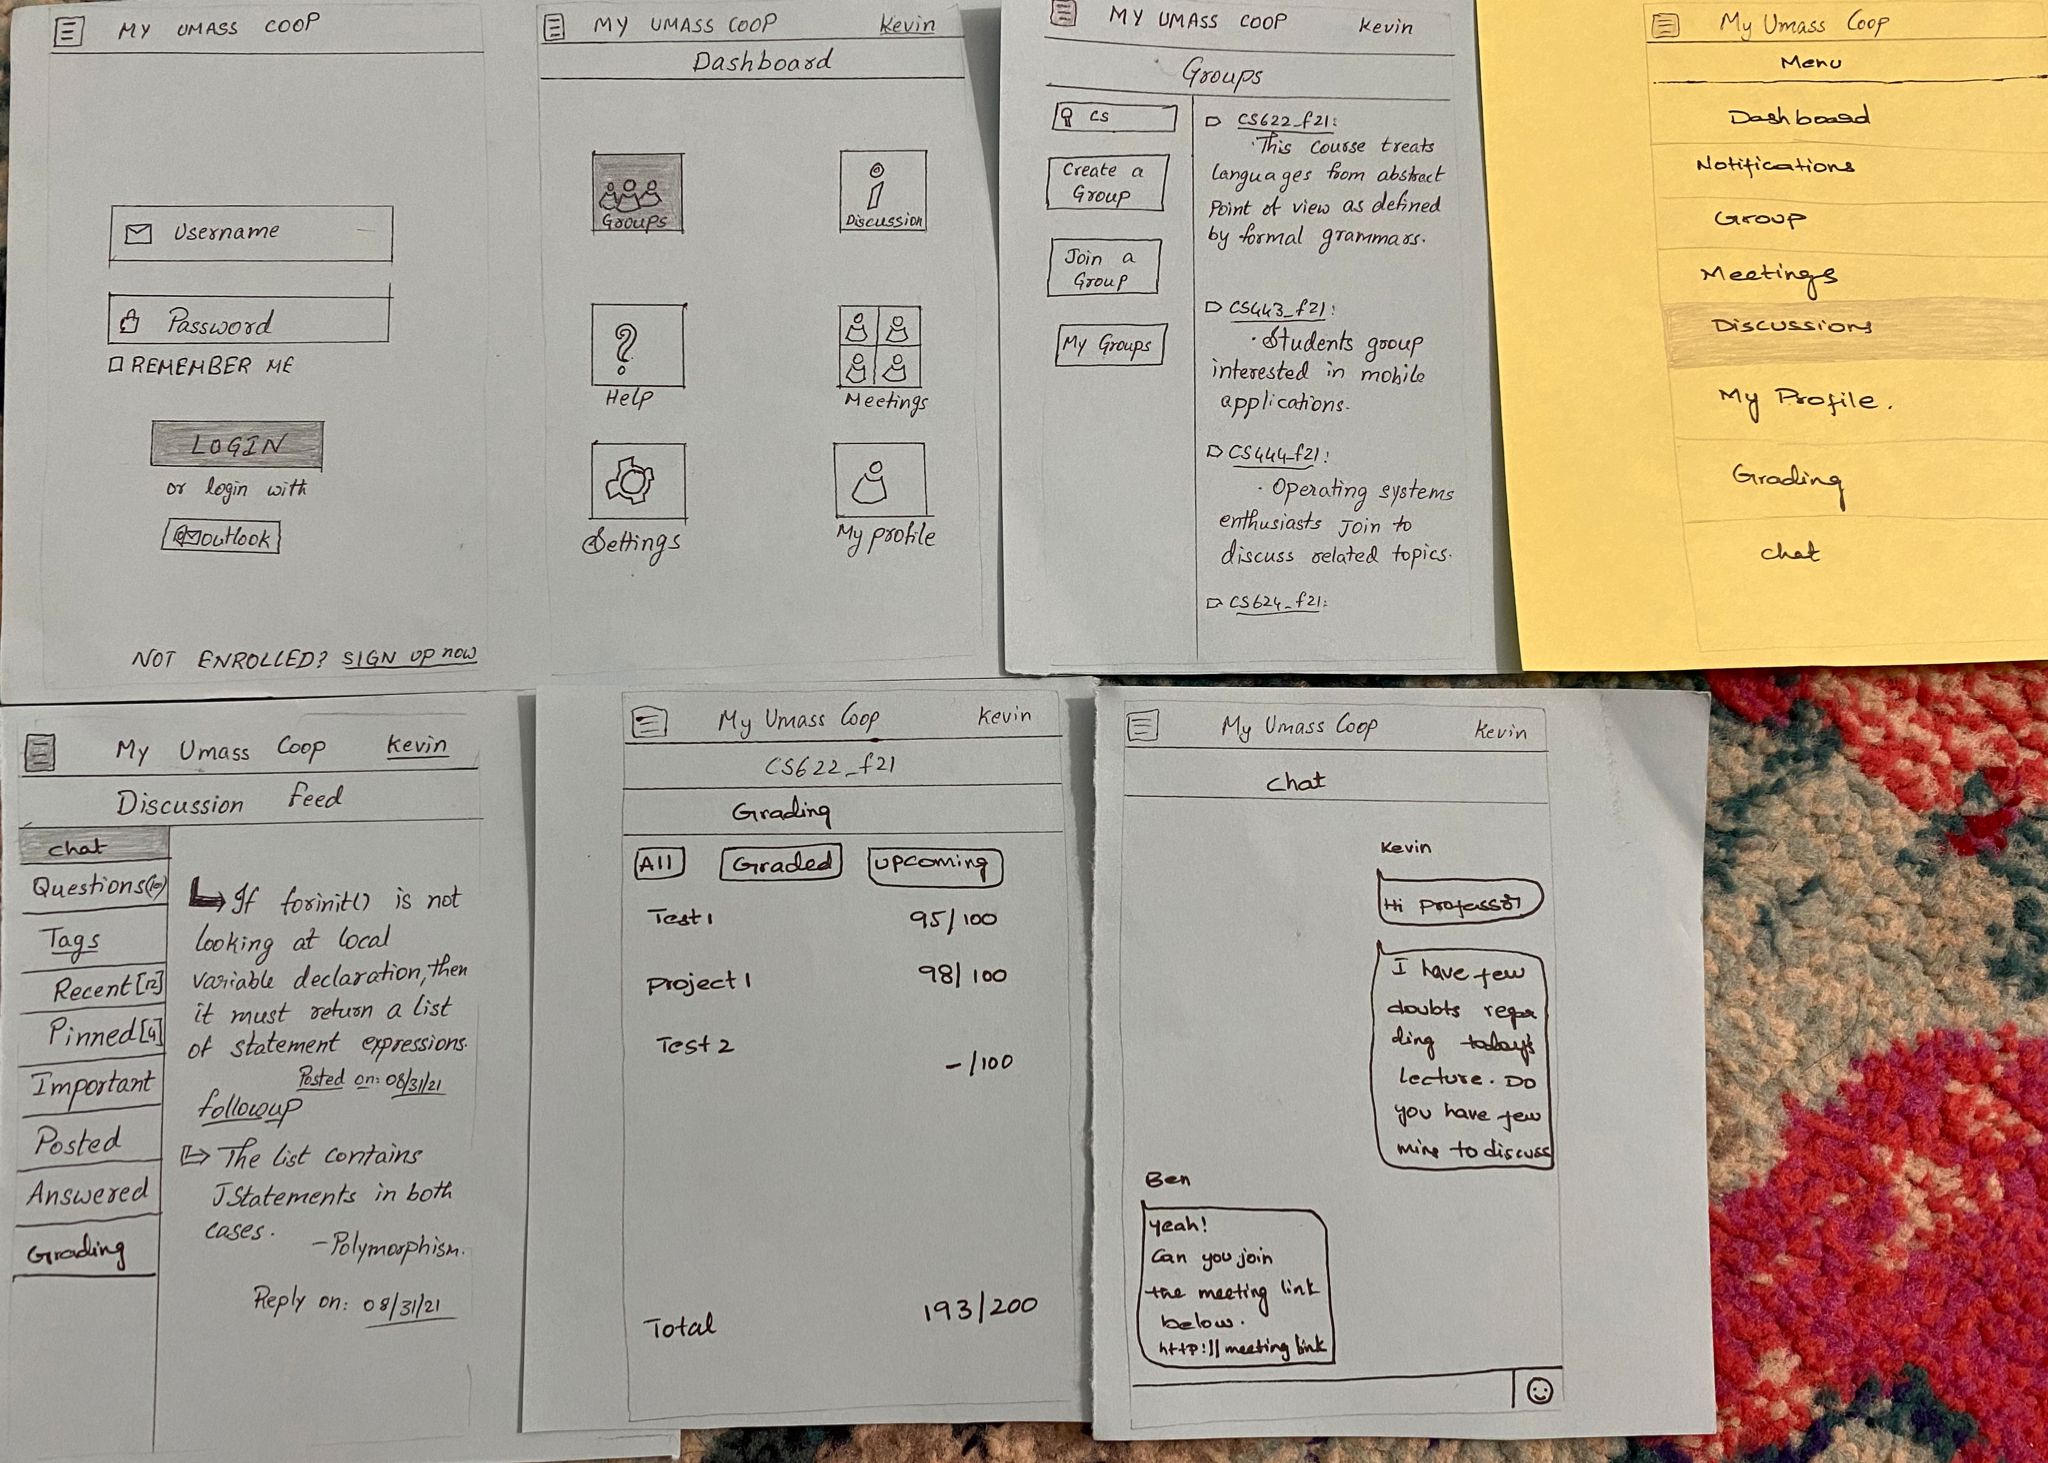 MY UMASS COOP
Username
Password
REMEMBER ME
LOGIN
or login with
outlook
NOT ENROLLED? SIGN UP now
MY UMASS COOP Kevin
Dashboard
Groups
Discussion
Help
Meetings
Settings
My profile
MY UMASS COOP Kevin
Groups
CS
Create a
Group
Join a
Group
My Groups
CS622_f21:
This course treats
languages from abstract
Point of view as defined
by formal grammars.
CS443_f21:
Students group
interested in mobile
applications.
CS444_f21:
Operating systems
enthusiasts Join to
discuss related topics.
CS624_f21:
My Umass Coop
Menu
Dashboard
Notifications
Group
Meetings
Discussions
My Profile.
Grading
chat
My Umass Coop Kevin
Discussion Feed
chat
Questions(10)
Tags
Recent[12]
Pinned[4]
Important
Posted
Answered
Grading
If forinit() is not
looking at local
variable declaration, then
it must return a list
of statement expressions.
Posted on: 08/31/21
followup
The list contains
JStatements in both
cases.
-Polymorphism.
Reply on: 08/31/21
My Umass Coop Kevin
CS622_f21
Grading
All Graded upcoming
Test 1 95/100
project 1 98/100
Test 2 -/100
Total 193/200
My Umass Coop Kevin
chat
Kevin
Hi professor
I have few
doubts regar
ding today's
lecture. Do
you have few
mins to discuss
Ben
yeah!
Can you join
the meeting link
below.
http://meeting link